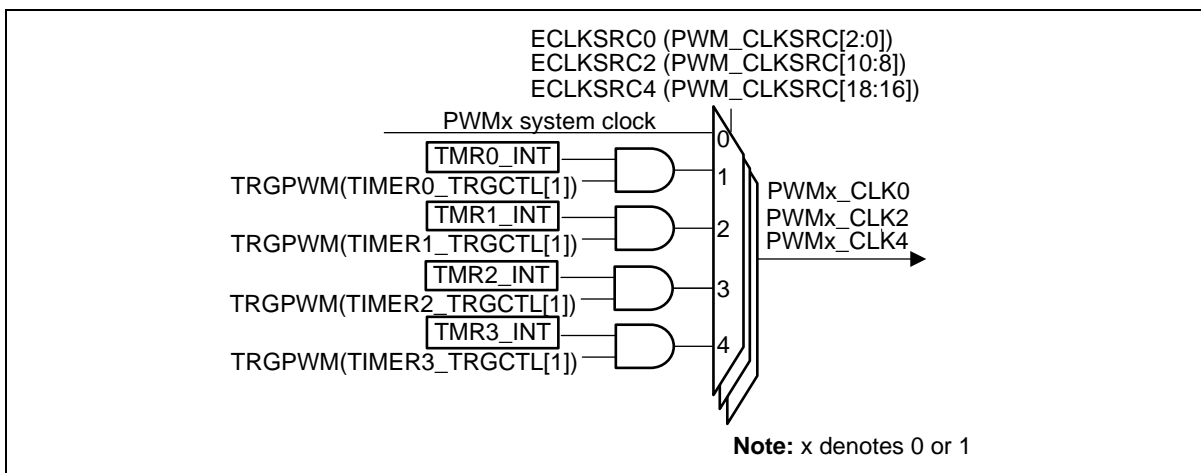 ECLKSRC0 (PWM_CLKSRC[2:0])
ECLKSRC2 (PWM_CLKSRC[10:8])
ECLKSRC4 (PWM_CLKSRC[18:16])
PWMx system clock
0
TMR0_INT
TRGPWM(TIMER0_TRGCTL[1])
1
TMR1_INT
TRGPWM(TIMER1_TRGCTL[1])
2
TMR2_INT
TRGPWM(TIMER2_TRGCTL[1])
3
TMR3_INT
TRGPWM(TIMER3_TRGCTL[1])
4
PWMx_CLK0
PWMx_CLK2
PWMx_CLK4
Note: x denotes 0 or 1